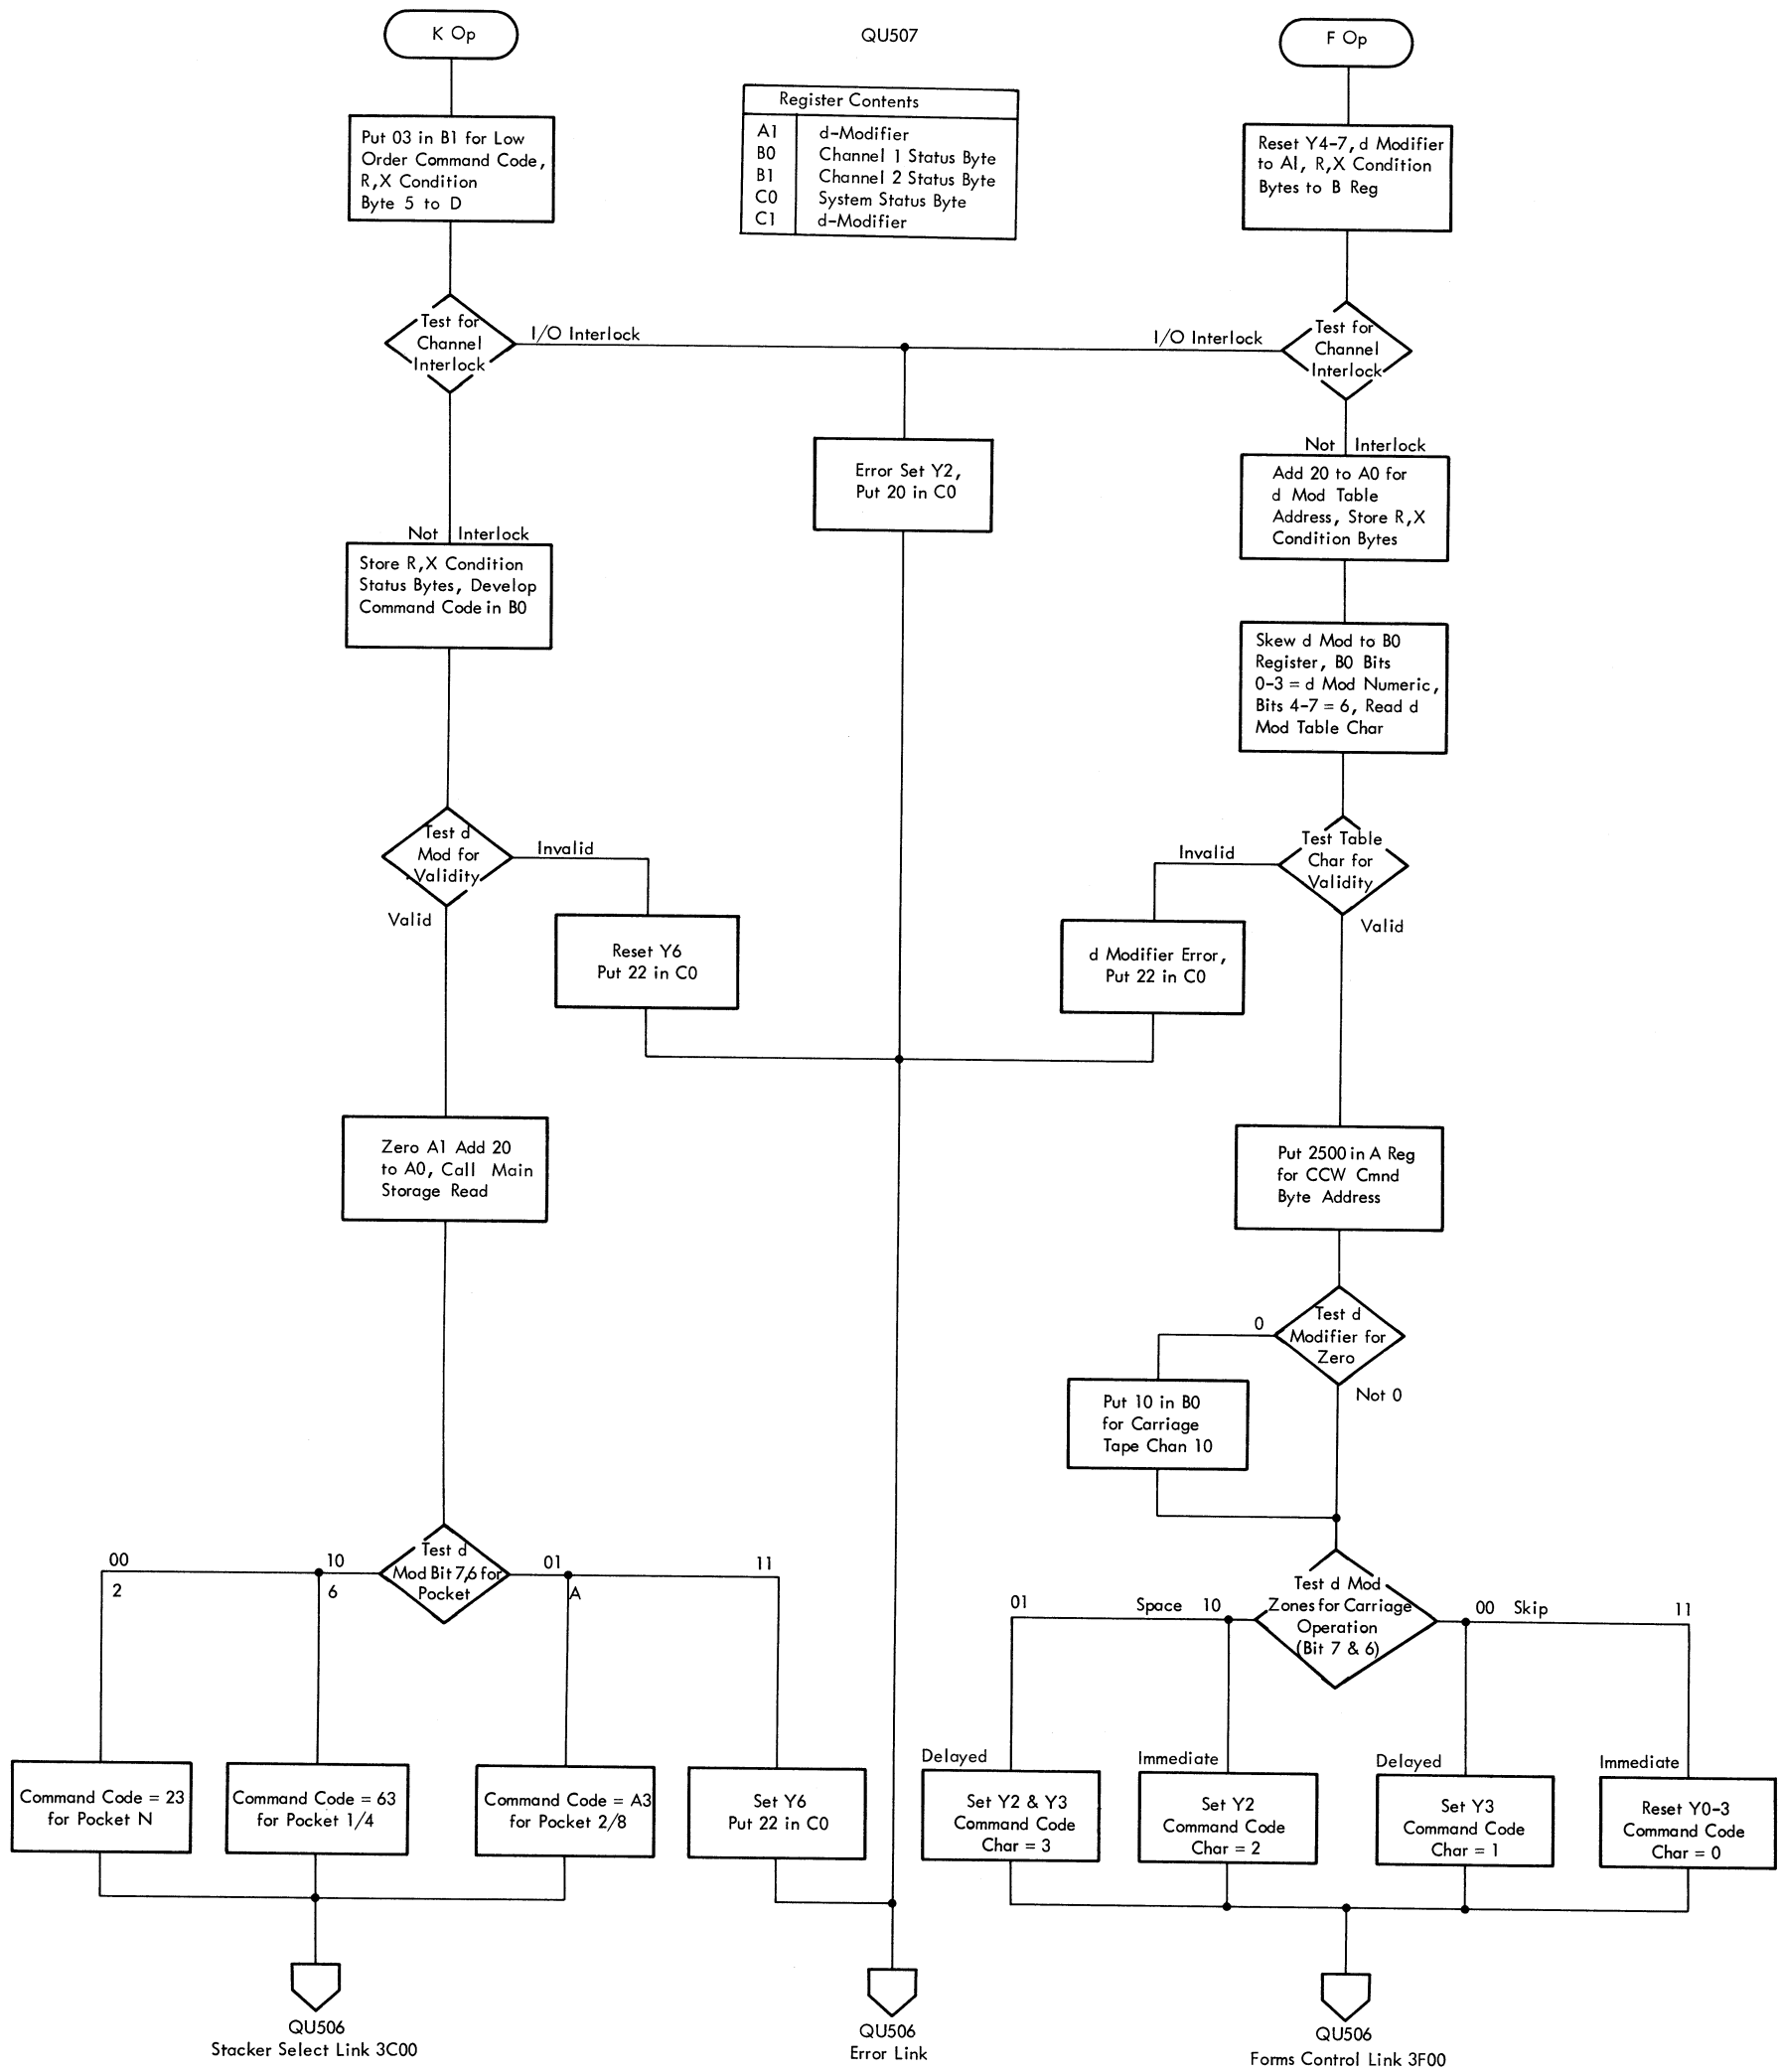 K Op
QU507
F Op
Register Contents
A1 d-Modifier
B0 Channel 1 Status Byte
B1 Channel 2 Status Byte
C0 System Status Byte
C1 d-Modifier
Put 03 in B1 for Low
Order Command Code,
R,X Condition
Byte 5 to D
Reset Y4-7, d Modifier
to AI, R,X Condition
Bytes to B Reg
Test for
Channel
Interlock
I/O Interlock
I/O Interlock
Test for
Channel
Interlock
Error Set Y2,
Put 20 in C0
Not Interlock
Add 20 to A0 for
d Mod Table
Address, Store R,X
Condition Bytes
Not Interlock
Store R,X Condition
Status Bytes, Develop
Command Code in B0
Skew d Mod to B0
Register, B0 Bits
0-3 = d Mod Numeric,
Bits 4-7 = 6, Read d
Mod Table Char
Test d
Mod for
Validity
Invalid
Valid
Invalid
Test Table
Char for
Validity
Valid
Reset Y6
Put 22 in C0
d Modifier Error,
Put 22 in C0
Zero A1 Add 20
to A0, Call Main
Storage Read
Put 2500 in A Reg
for CCW Cmnd
Byte Address
0
Test d
Modifier for
Zero
Not 0
Put 10 in B0
for Carriage
Tape Chan 10
00
2
10
6
Test d
Mod Bit 7,6 for
Pocket
01
A
11
01
Space 10
Test d Mod
Zones for Carriage
Operation
(Bit 7 & 6)
00 Skip
11
Command Code = 23
for Pocket N
Command Code = 63
for Pocket 1/4
Command Code = A3
for Pocket 2/8
Set Y6
Put 22 in C0
Delayed
Set Y2 & Y3
Command Code
Char = 3
Immediate
Set Y2
Command Code
Char = 2
Delayed
Set Y3
Command Code
Char = 1
Immediate
Reset Y0-3
Command Code
Char = 0
QU506
Stacker Select Link 3C00
QU506
Error Link
QU506
Forms Control Link 3F00